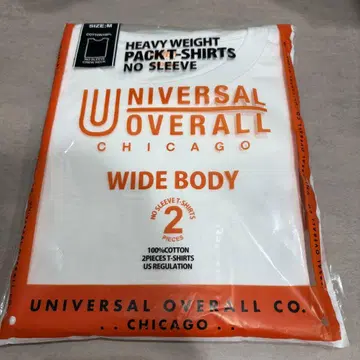 SIZE:M
HEAVY WEIGHT
PACK T-SHIRTS
NO SLEEVE
UNIVERSAL
OVERALL
CHICAGO
WIDE BODY
NO SLEEVE T-SHIRTS
2
PIECES
100%COTTON
2PIECES T-SHIRTS
US REGULATION
UNIVERSAL OVERALL CO.
. . CHICAGO . .